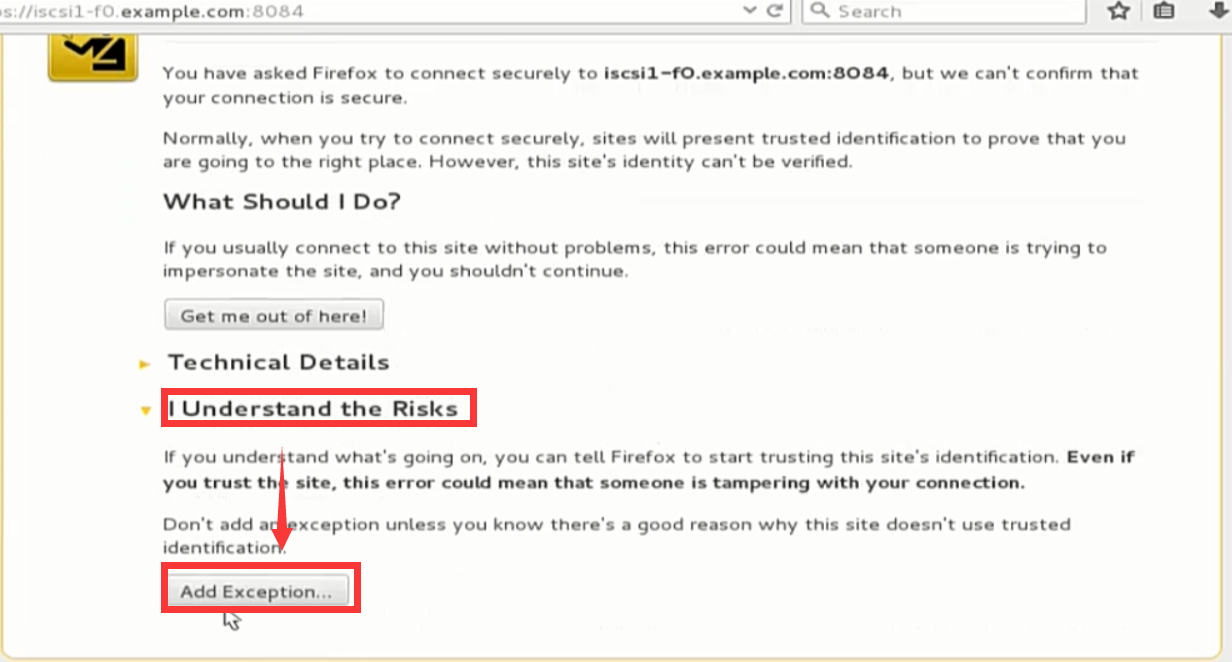 s://iscsi1-f0.example.com:8084
Search
You have asked Firefox to connect securely to iscsi1-f0.example.com:8084, but we can't confirm that
your connection is secure.
Normally, when you try to connect securely, sites will present trusted identification to prove that you
are going to the right place. However, this site's identity can't be verified.
What Should I Do?
If you usually connect to this site without problems, this error could mean that someone is trying to
impersonate the site, and you shouldn't continue.
Get me out of here!
Technical Details
I Understand the Risks
If you understand what's going on, you can tell Firefox to start trusting this site's identification. Even if
you trust the site, this error could mean that someone is tampering with your connection.
Don't add an exception unless you know there's a good reason why this site doesn't use trusted
identification.
Add Exception...